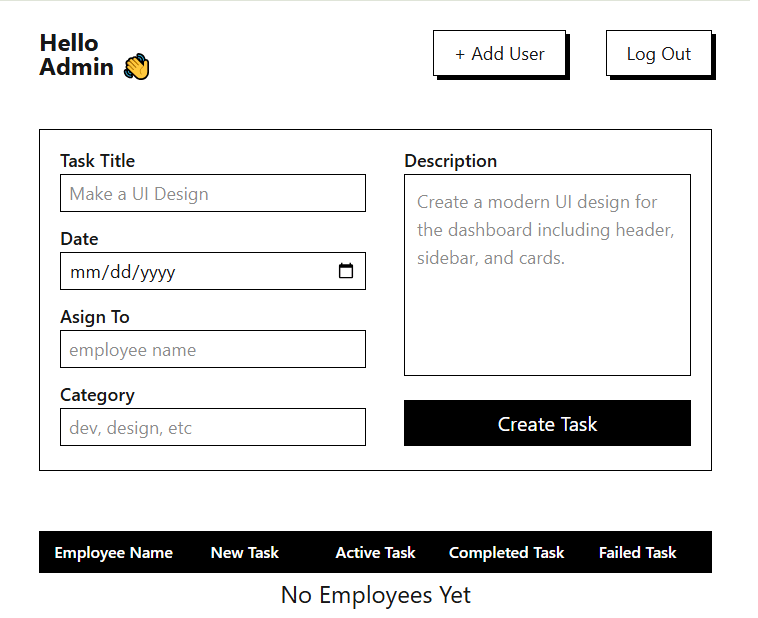 Hello
Admin 👋
+ Add User
Log Out
Task Title
Make a UI Design
Date
mm/dd/yyyy
Asign To
employee name
Category
dev, design, etc
Description
Create a modern UI design for
the dashboard including header,
sidebar, and cards.
Create Task
Employee Name New Task Active Task Completed Task Failed Task
No Employees Yet